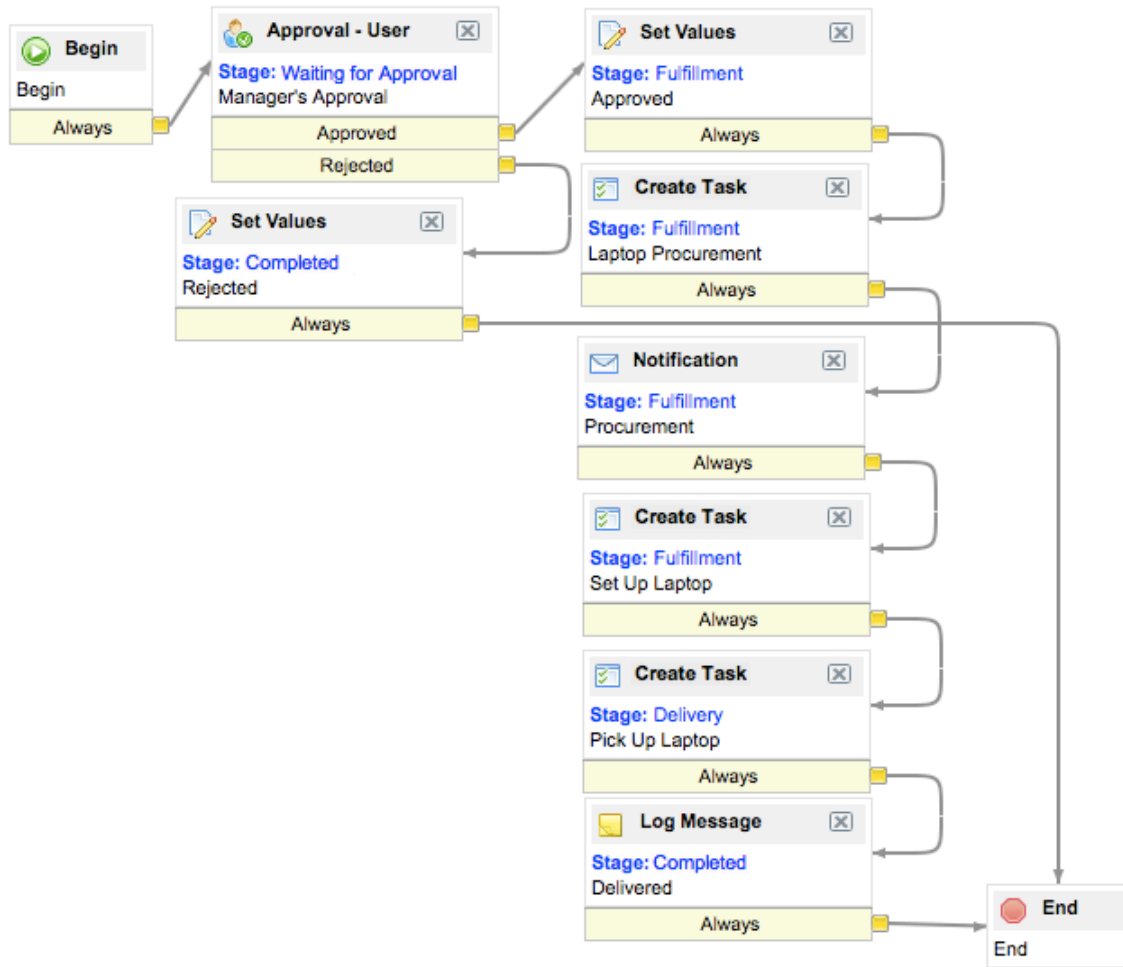 Begin
Begin
Always
Approval - User
Stage: Waiting for Approval
Manager's Approval
Approved
Rejected
Set Values
Stage: Fulfillment
Approved
Always
Set Values
Stage: Completed
Rejected
Always
Create Task
Stage: Fulfillment
Laptop Procurement
Always
Notification
Stage: Fulfillment
Procurement
Always
Create Task
Stage: Fulfillment
Set Up Laptop
Always
Create Task
Stage: Delivery
Pick Up Laptop
Always
Log Message
Stage: Completed
Delivered
Always
End
End